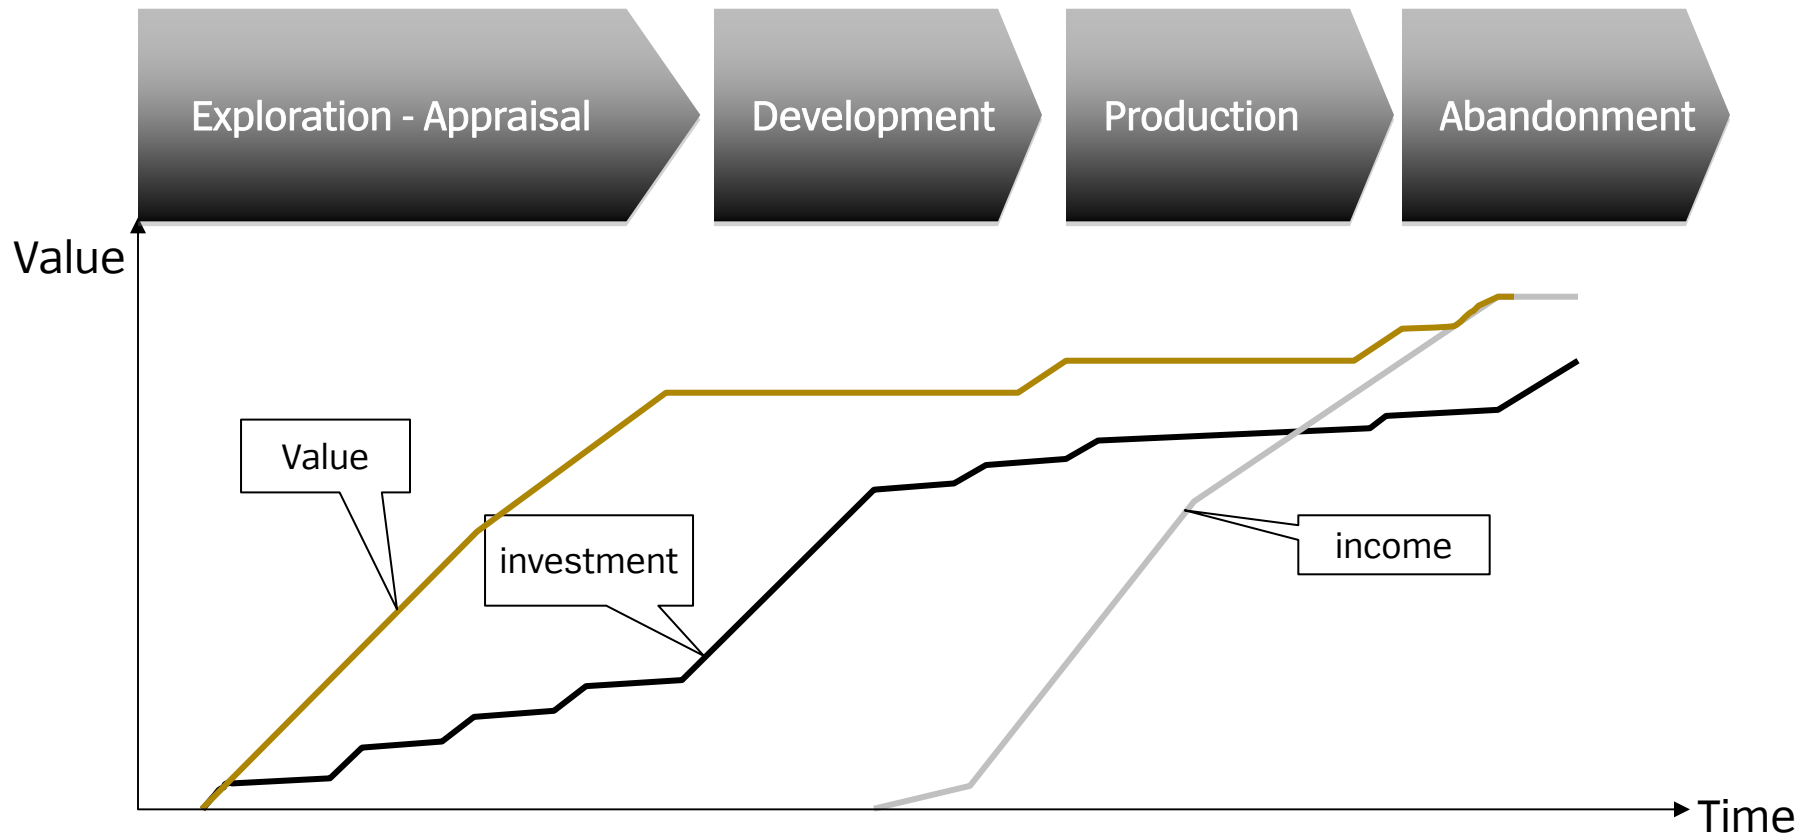 Exploration - Appraisal
Development
Production
Abandonment
Value
Value
investment
income
Time